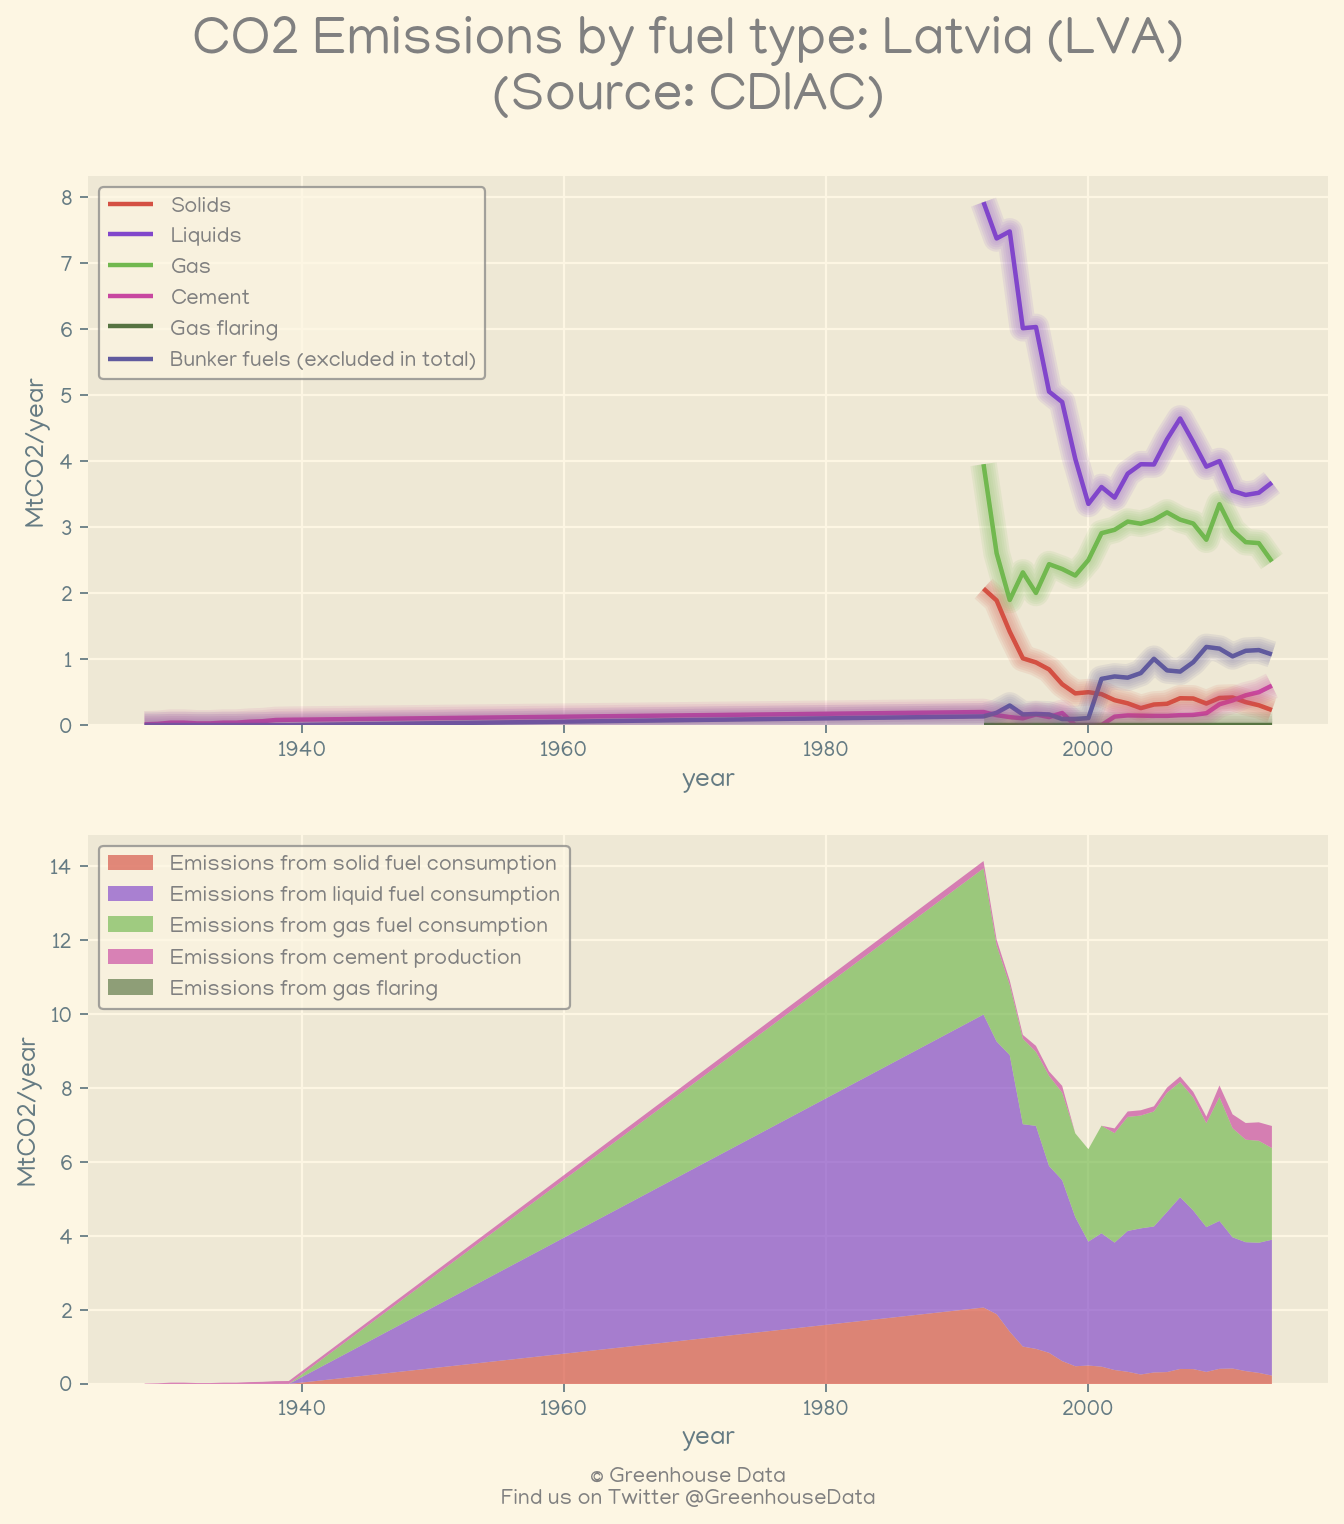 CO2 Emissions by fuel type: Latvia (LVA)
(Source: CDIAC)
8
7
6
5
4
3
2
1
0
MtCO2/year
Solids
Liquids
Gas
Cement
Gas flaring
Bunker fuels (excluded in total)
1940
1960
1980
2000
year
14
12
10
8
6
4
2
0
MtCO2/year
Emissions from solid fuel consumption
Emissions from liquid fuel consumption
Emissions from gas fuel consumption
Emissions from cement production
Emissions from gas flaring
1940
1960
1980
2000
year
© Greenhouse Data
Find us on Twitter @GreenhouseData